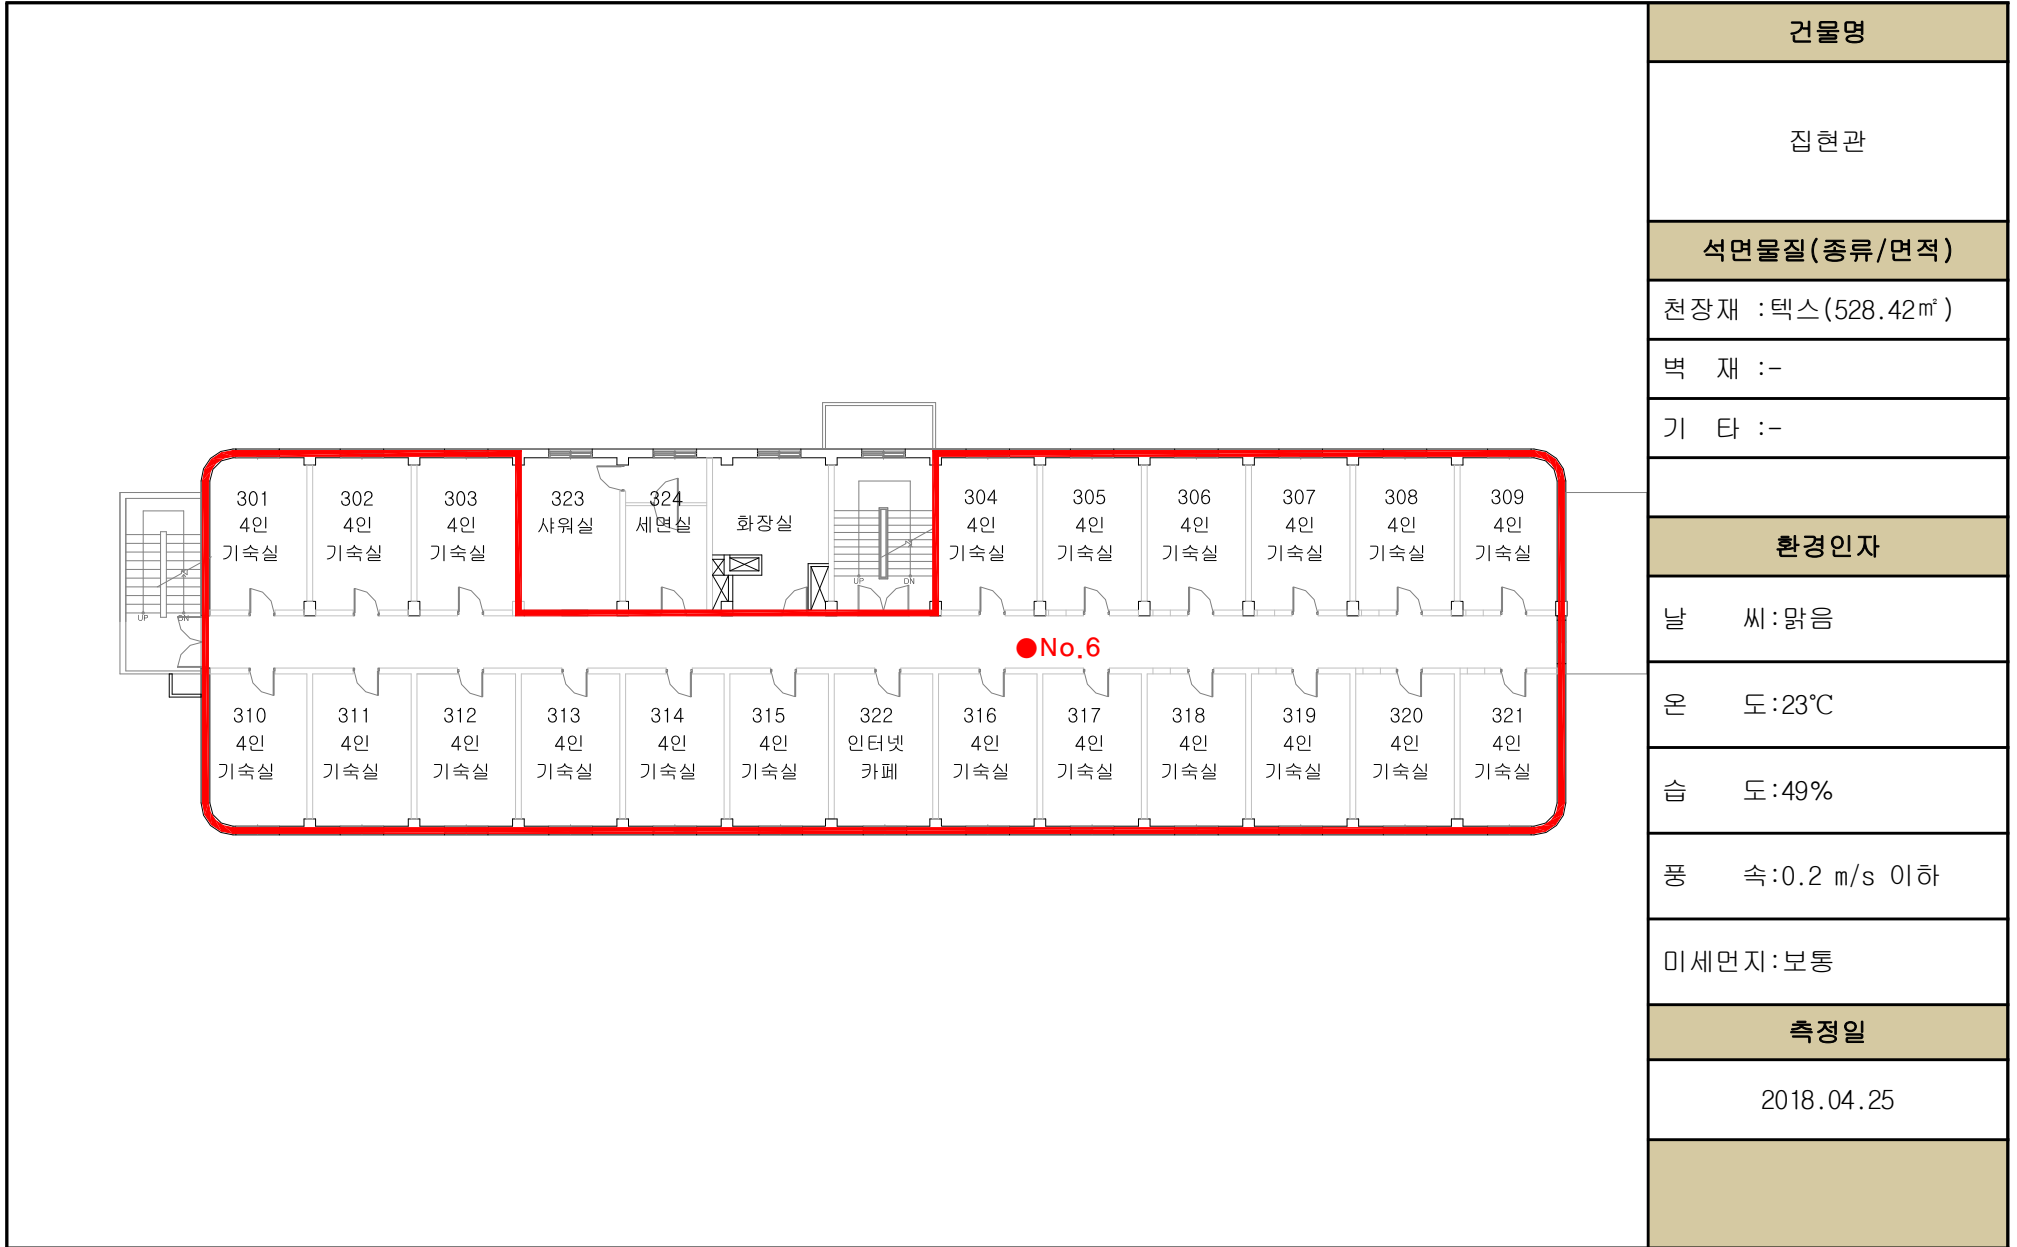 건물명
집현관
석면물질(종류/면적)
천장재 :텍스(528.42㎡)
벽 재 :-
기 타 :-
환경인자
날 씨:맑음
온 도:23℃
습 도:49%
풍 속:0.2 m/s 이하
미세먼지:보통
측정일
2018.04.25
301
4인
기숙실
302
4인
기숙실
303
4인
기숙실
323
샤워실
324
세면실
화장실
UP
DN
304
4인
기숙실
305
4인
기숙실
306
4인
기숙실
307
4인
기숙실
308
4인
기숙실
309
4인
기숙실
UP
DN
●No.6
310
4인
기숙실
311
4인
기숙실
312
4인
기숙실
313
4인
기숙실
314
4인
기숙실
315
4인
기숙실
322
인터넷
카페
316
4인
기숙실
317
4인
기숙실
318
4인
기숙실
319
4인
기숙실
320
4인
기숙실
321
4인
기숙실